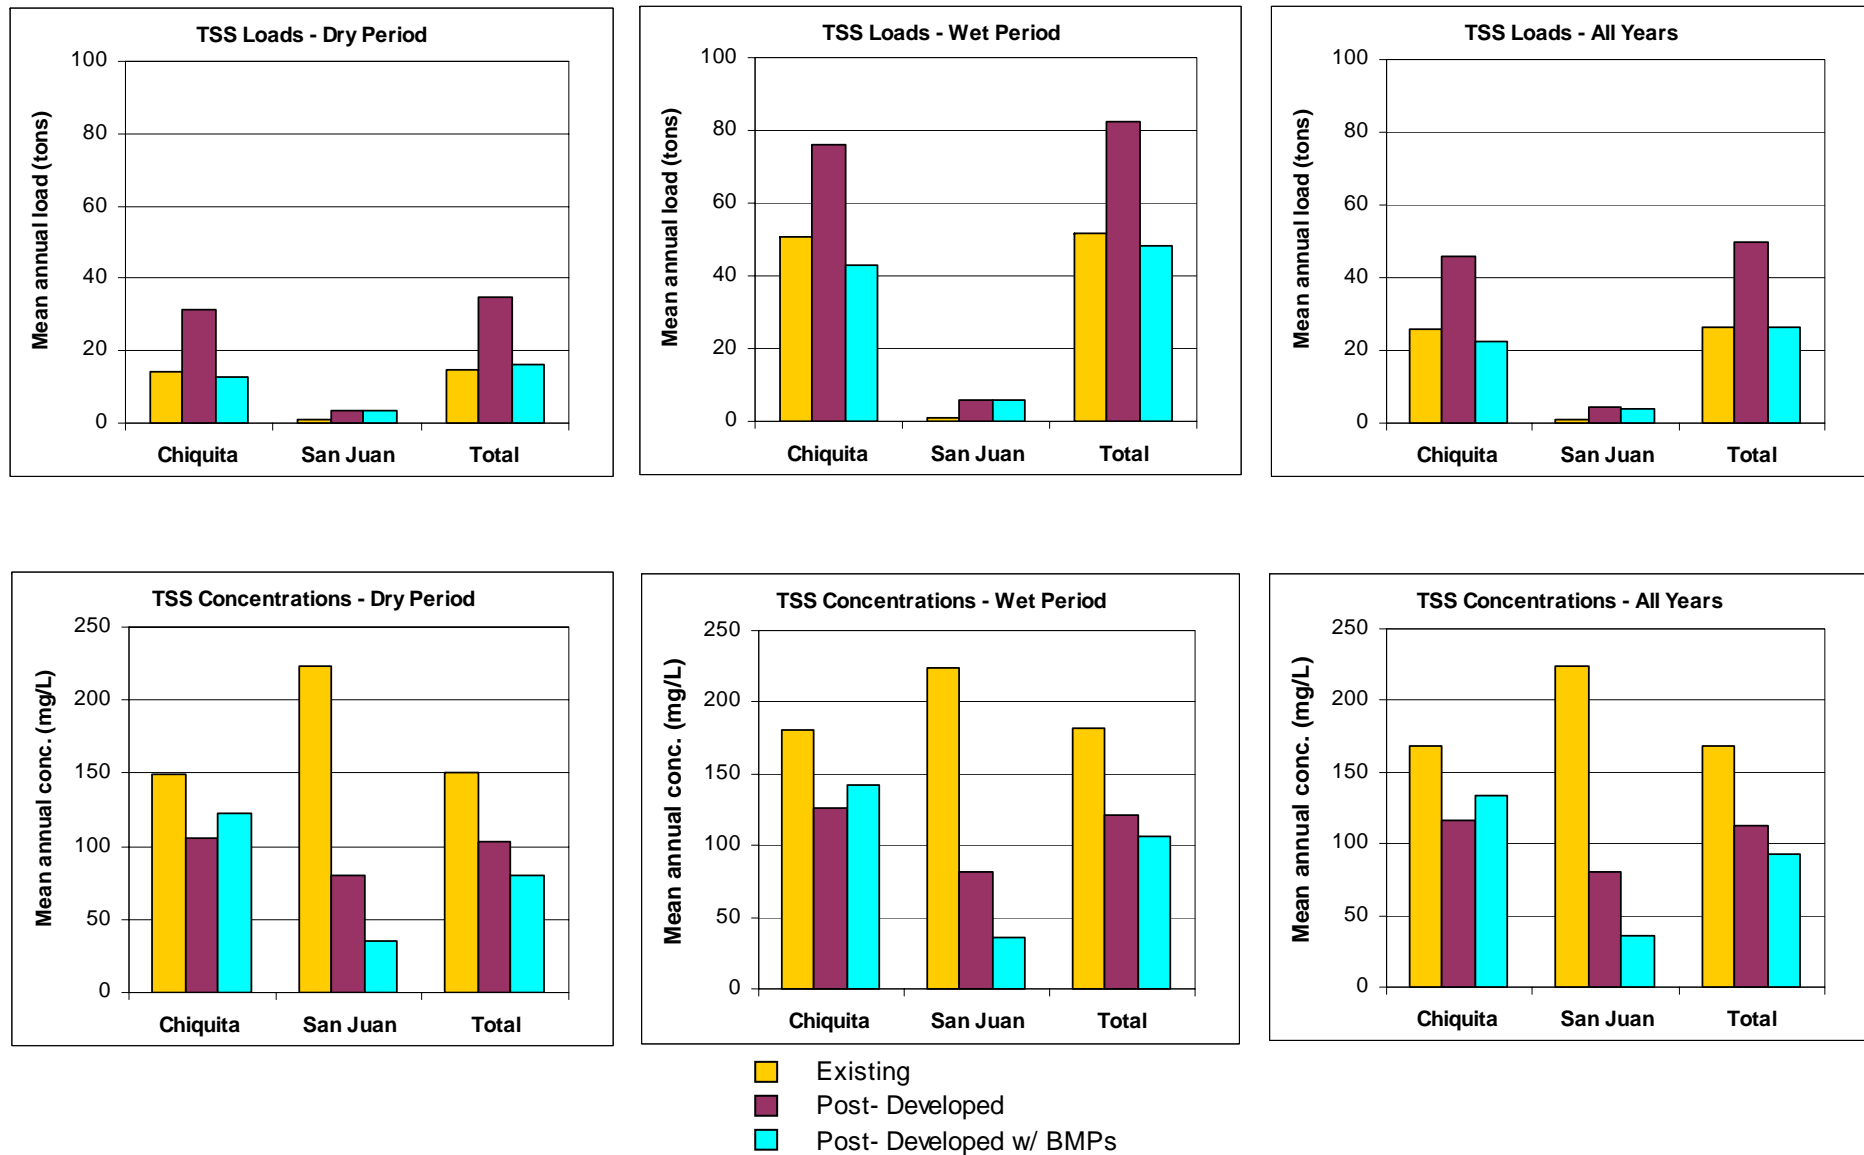 TSS Loads - Dry Period
Mean annual load (tons)
100
80
60
40
20
0
Chiquita San Juan Total
TSS Loads - Wet Period
Mean annual load (tons)
100
80
60
40
20
0
Chiquita San Juan Total
TSS Loads - All Years
Mean annual load (tons)
100
80
60
40
20
0
Chiquita San Juan Total
TSS Concentrations - Dry Period
Mean annual conc. (mg/L)
250
200
150
100
50
0
Chiquita San Juan Total
TSS Concentrations - Wet Period
Mean annual conc. (mg/L)
250
200
150
100
50
0
Chiquita San Juan Total
TSS Concentrations - All Years
Mean annual conc. (mg/L)
250
200
150
100
50
0
Chiquita San Juan Total
Existing
Post- Developed
Post- Developed w/ BMPs